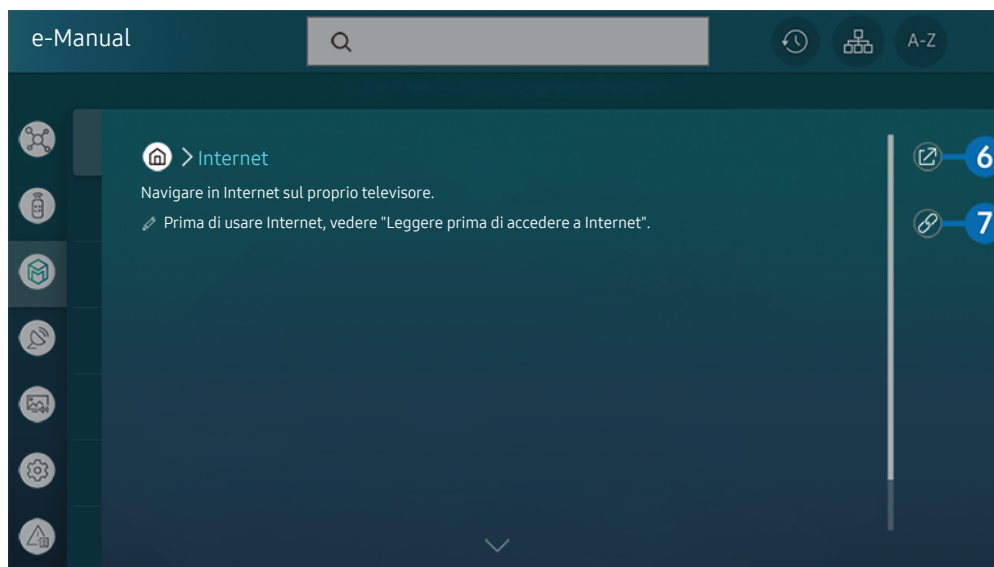 e-Manual
A-Z
Internet
6
Navigare in Internet sul proprio televisore.
Prima di usare Internet, vedere "Leggere prima di accedere a Internet".
7